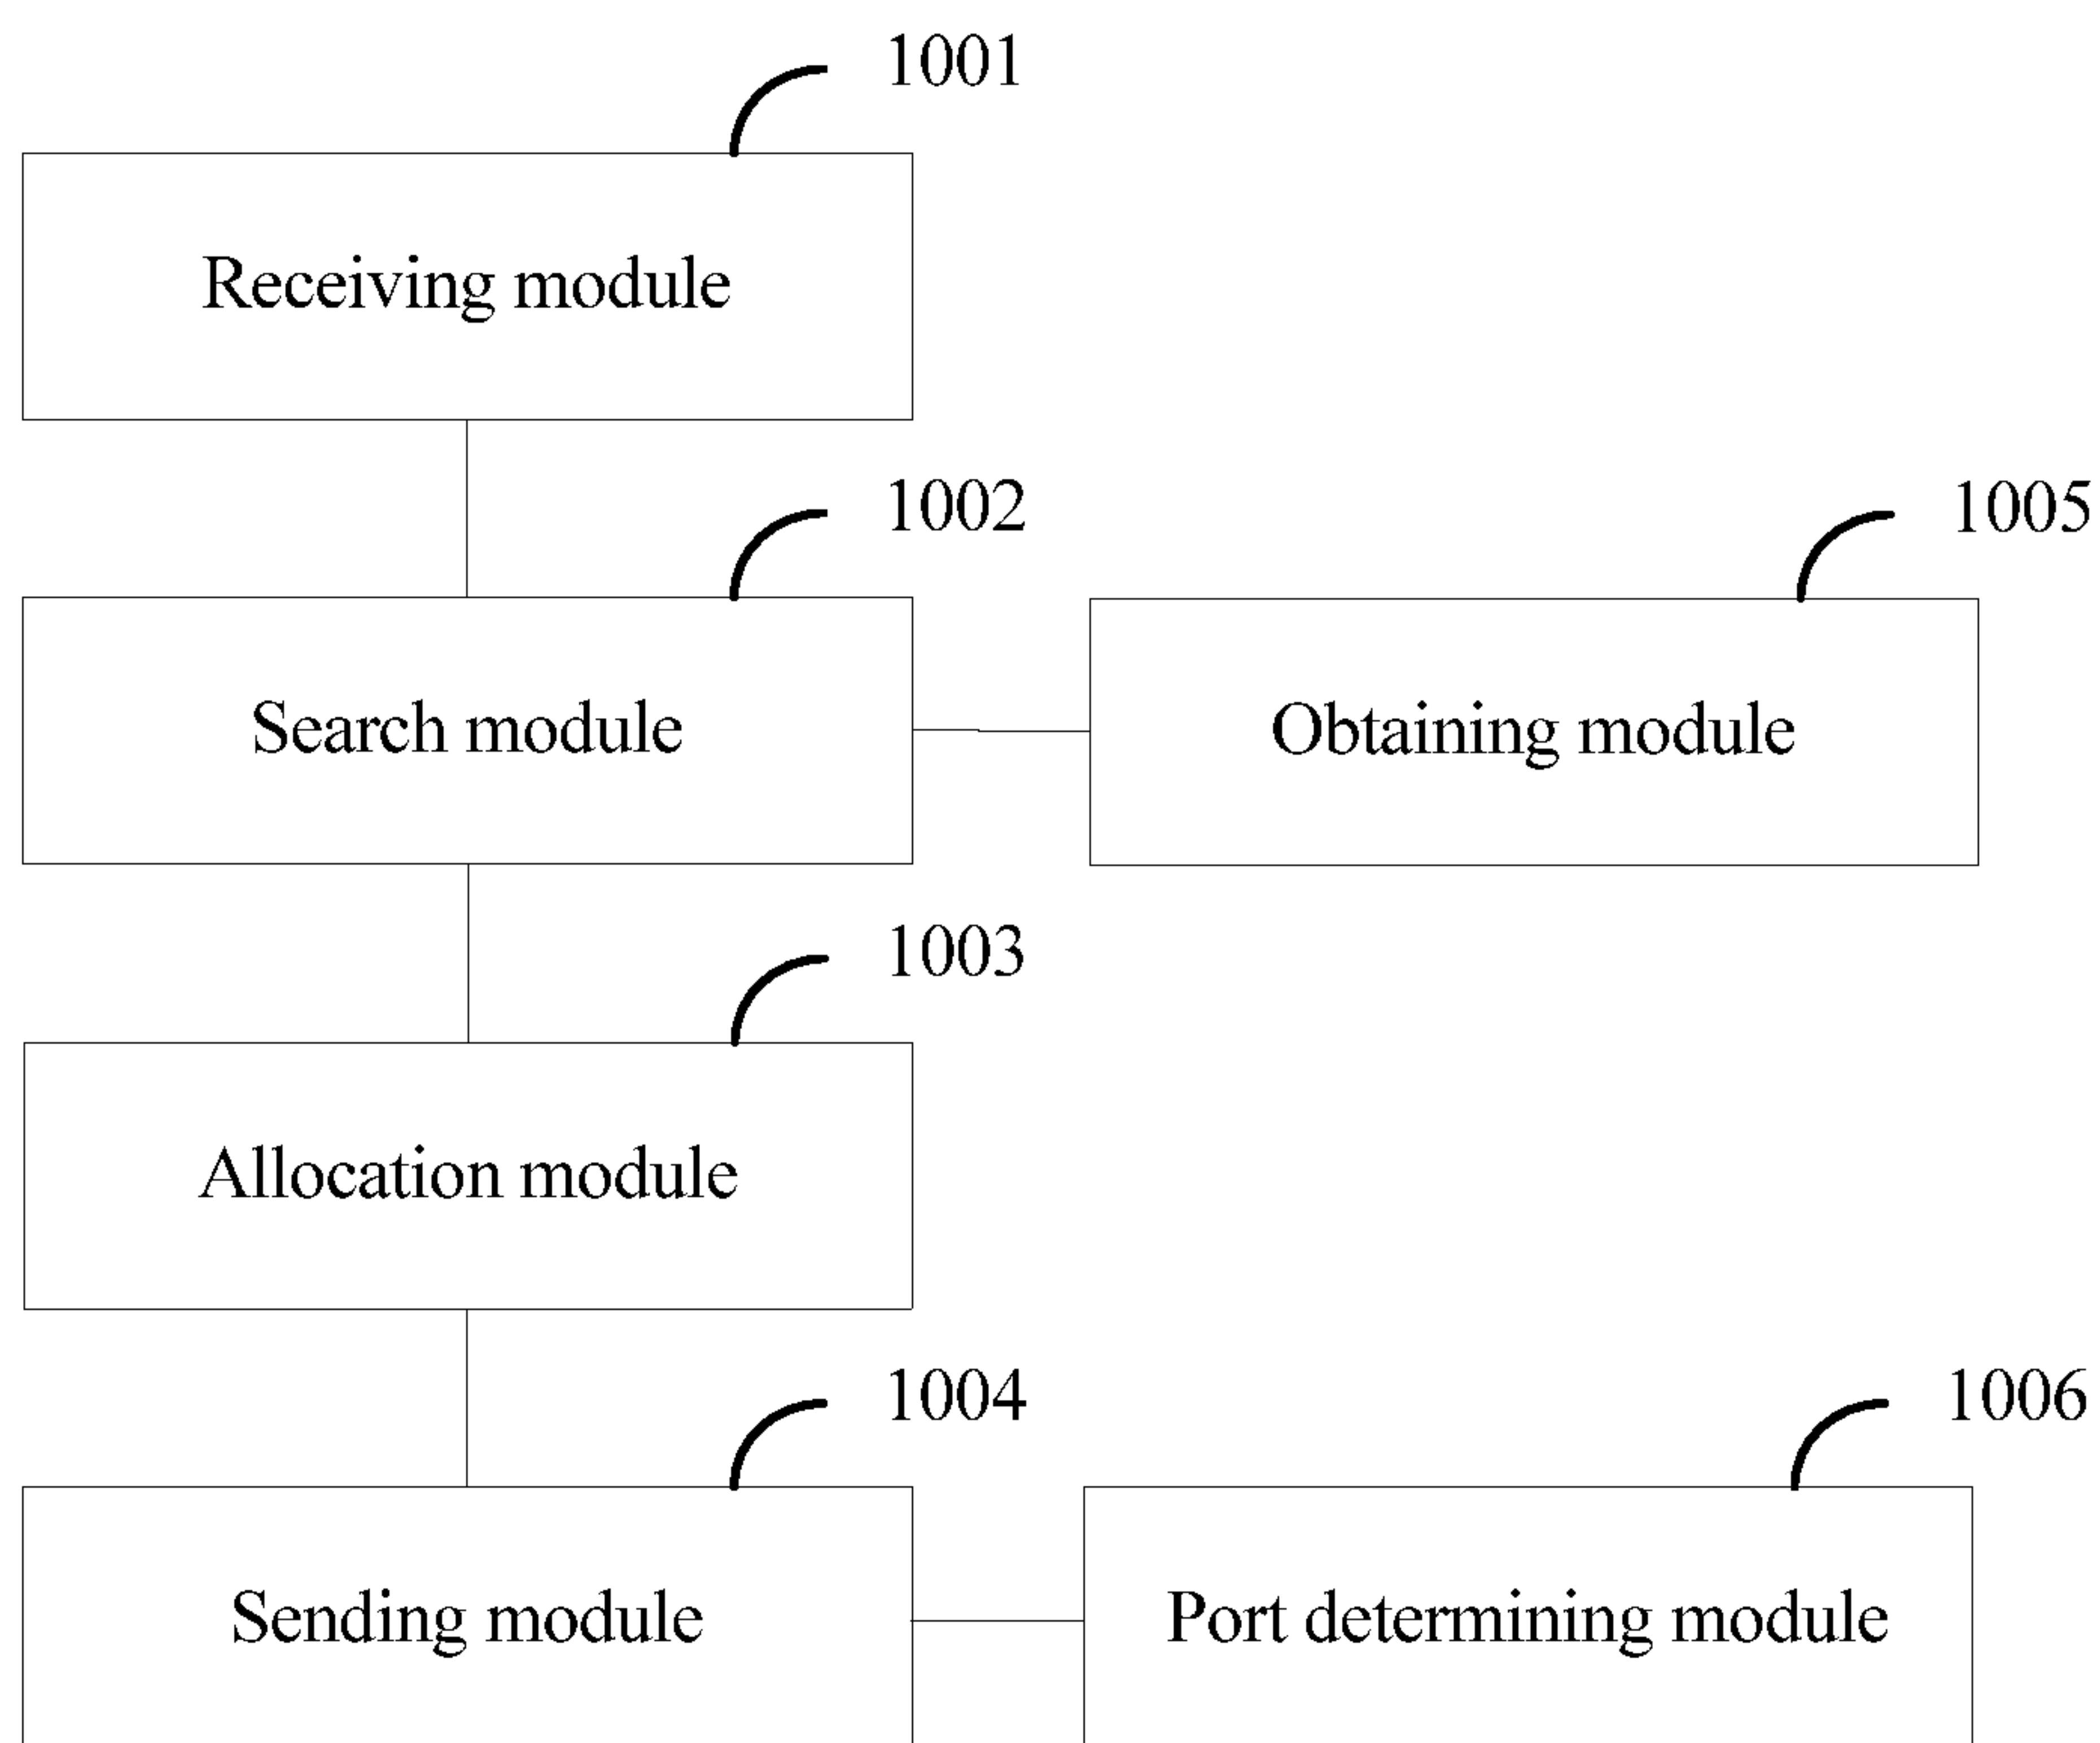 1001
Receiving module
1002
1005
Search module
Obtaining module
1003
Allocation module
1004
1006
Sending module
Port determining module